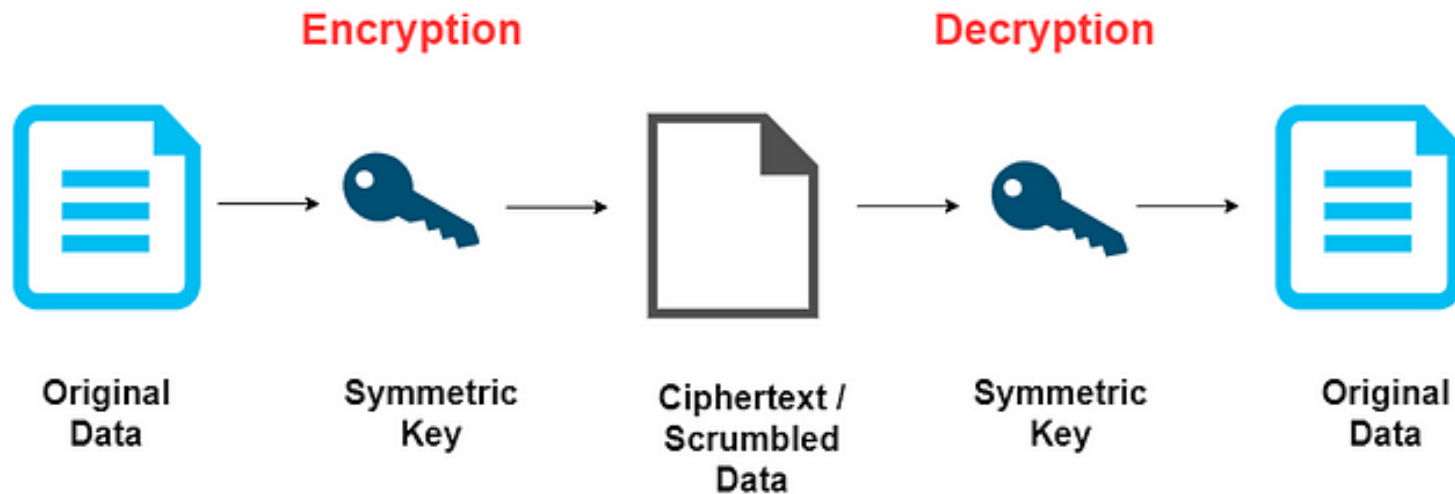 Encryption
Decryption
Original
Data
Symmetric
Key
Ciphertext /
Scrumbled
Data
Symmetric
Key
Original
Data